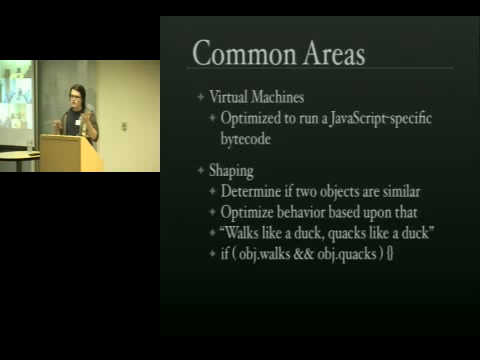 Common Areas
Virtual Machines
Optimized to run a JavaScript-specific
bytecode
Shaping
Determine if two objects are similar
Optimize behavior based upon that
“Walks like a duck, quacks like a duck”
if ( obj.walks && obj.quacks ) {}